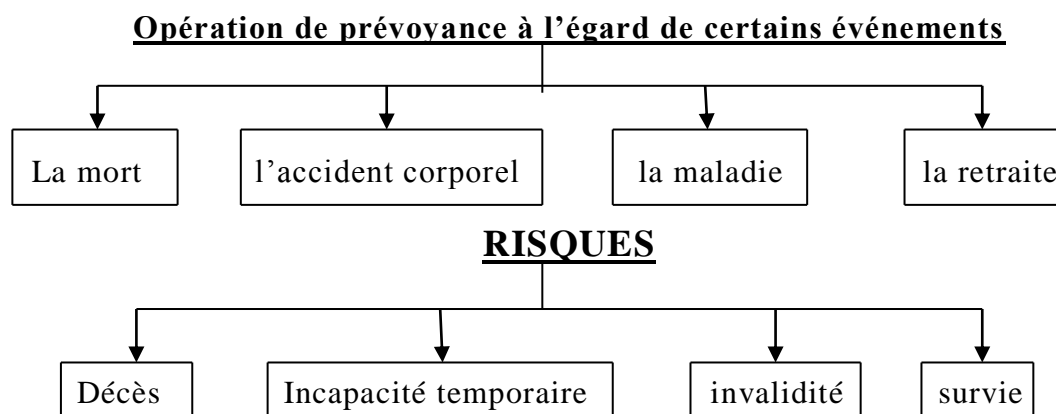 Opération de prévoyance à l’égard de certains événements
La mort l’accident corporel la maladie la retraite
RISQUES
Décès Incapacité temporaire invalidité survie